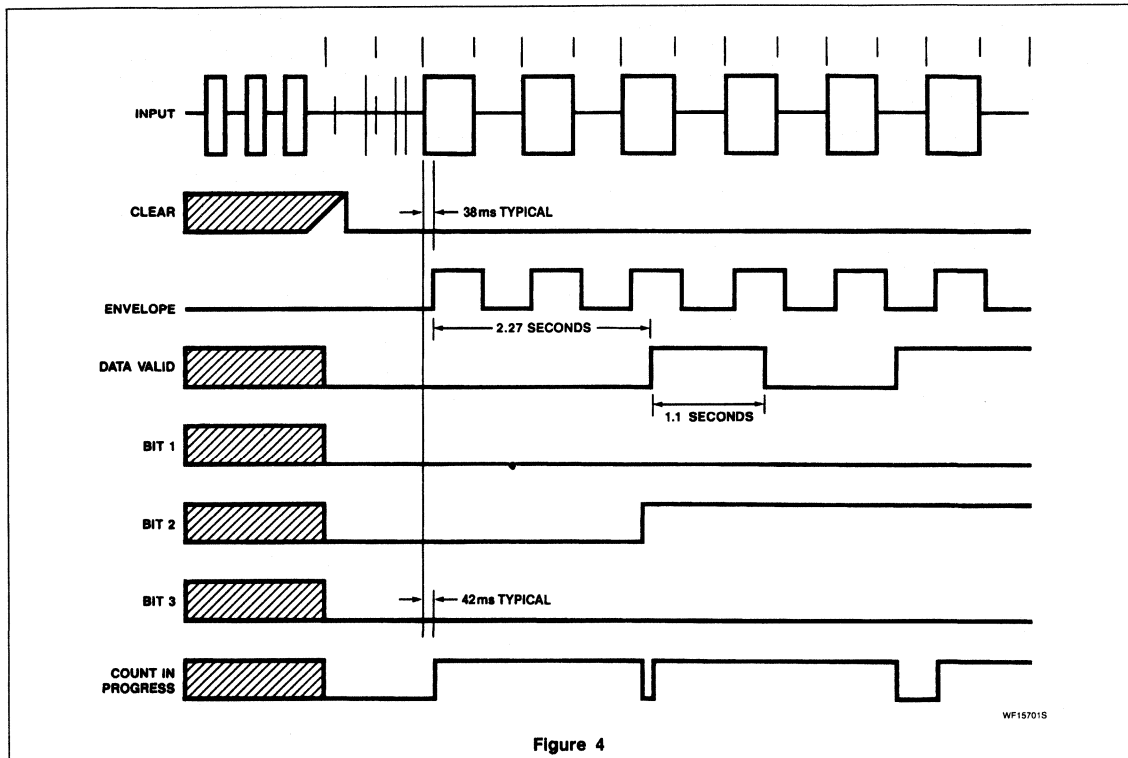 INPUT
CLEAR
38ms TYPICAL
ENVELOPE
2.27 SECONDS
DATA VALID
1.1 SECONDS
BIT 1
BIT 2
BIT 3
42ms TYPICAL
COUNT IN
PROGRESS
WF15701S
Figure 4